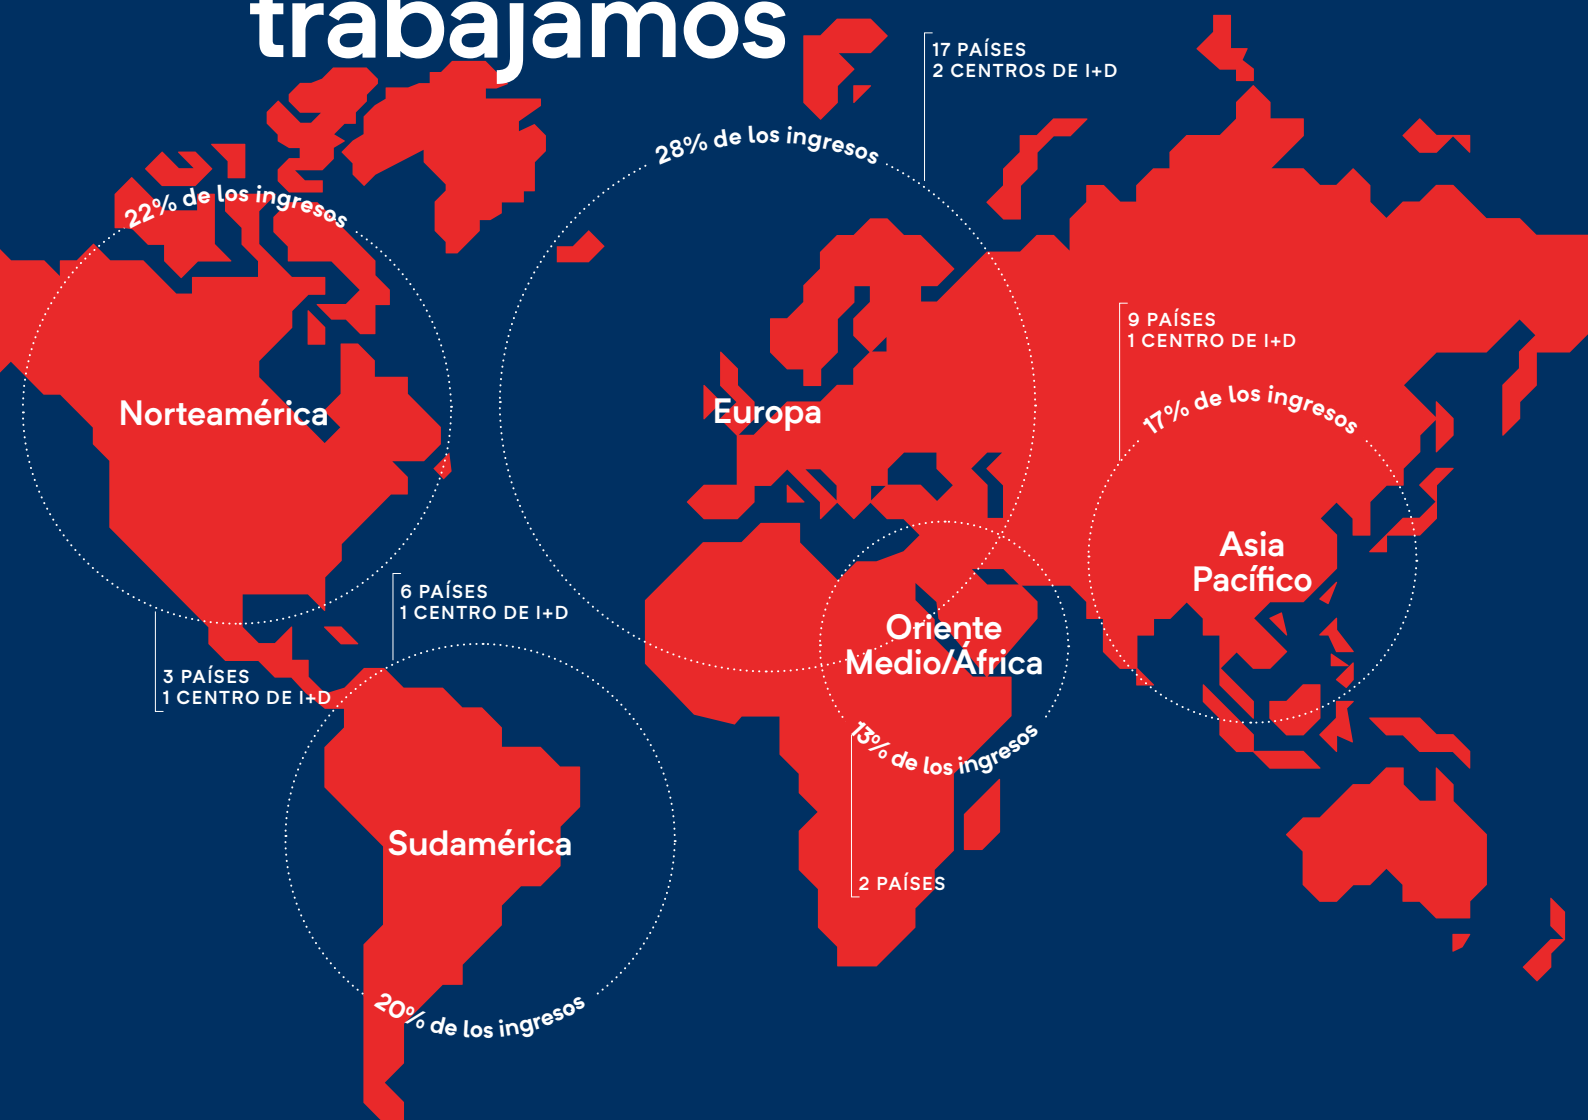 trabajamos
17 PAÍSES
2 CENTROS DE I+D
28% de los ingresos
22% de los ingresos
9 PAÍSES
1 CENTRO DE I+D
17% de los ingresos
Norteamérica
Europa
Asia
Pacífico
6 PAÍSES
1 CENTRO DE I+D
Oriente
Medio/África
3 PAÍSES
1 CENTRO DE I+D
13% de los ingresos
Sudamérica
2 PAÍSES
20% de los ingresos